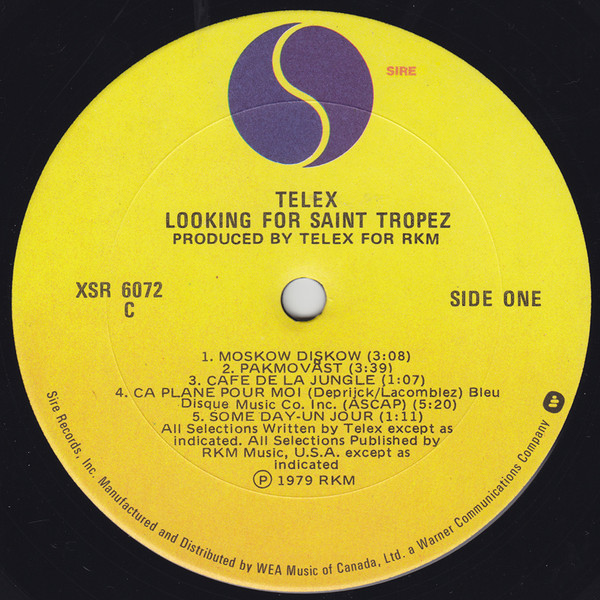 SIRE
TELEX
LOOKING FOR SAINT TROPEZ
PRODUCED BY TELEX FOR RKM
XSR 6072
C
SIDE ONE
1. MOSKOW DISKOW (3:08)
2. PAKMOVAST (3:39)
3. CAFE DE LA JUNGLE (1:07)
4. CA PLANE POUR MOI (Deprijck/Lacomblez) Bleu
Disque Music Co. Inc. (ASCAP) (5:20)
5. SOME DAY-UN JOUR (1:11)
All Selections Written by Telex except as
indicated. All Selections Published by
RKM Music, U.S.A. except as
indicated
Ⓟ 1979 RKM
Sire Records, Inc. Manufactured and Distributed by WEA Music of Canada, Ltd. a Warner Communications Company